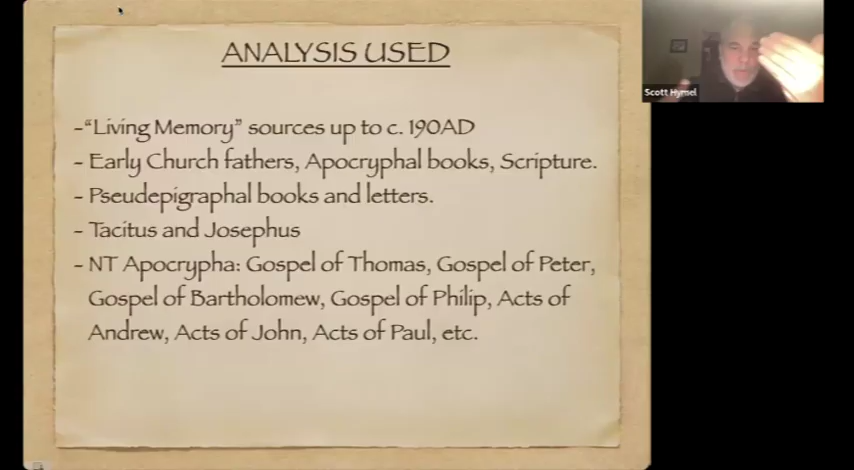 ANALYSIS USED
-“Living Memory” sources up to c. 190AD
- Early Church fathers, Apocryphal books, Scripture.
- Pseudepigraphal books and letters.
- Tacitus and Josephus
- NT Apocrypha: Gospel of Thomas, Gospel of Peter,
Gospel of Bartholomew, Gospel of Philip, Acts of
Andrew, Acts of John, Acts of Paul, etc.
Scott Hymel